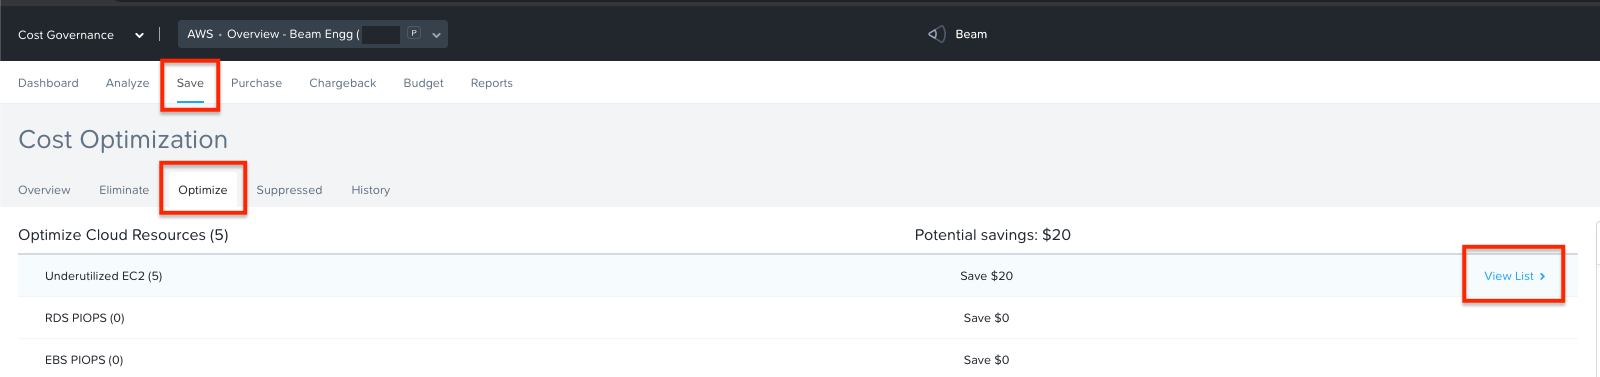 Cost Governance AWS • Overview - Beam Engg ( P Beam
Dashboard Analyze Save Purchase Chargeback Budget Reports
Cost Optimization
Overview Eliminate Optimize Suppressed History
Optimize Cloud Resources (5) Potential savings: $20
Underutilized EC2 (5) Save $20 View List >
RDS PIOPS (0) Save $0
EBS PIOPS (0) Save $0